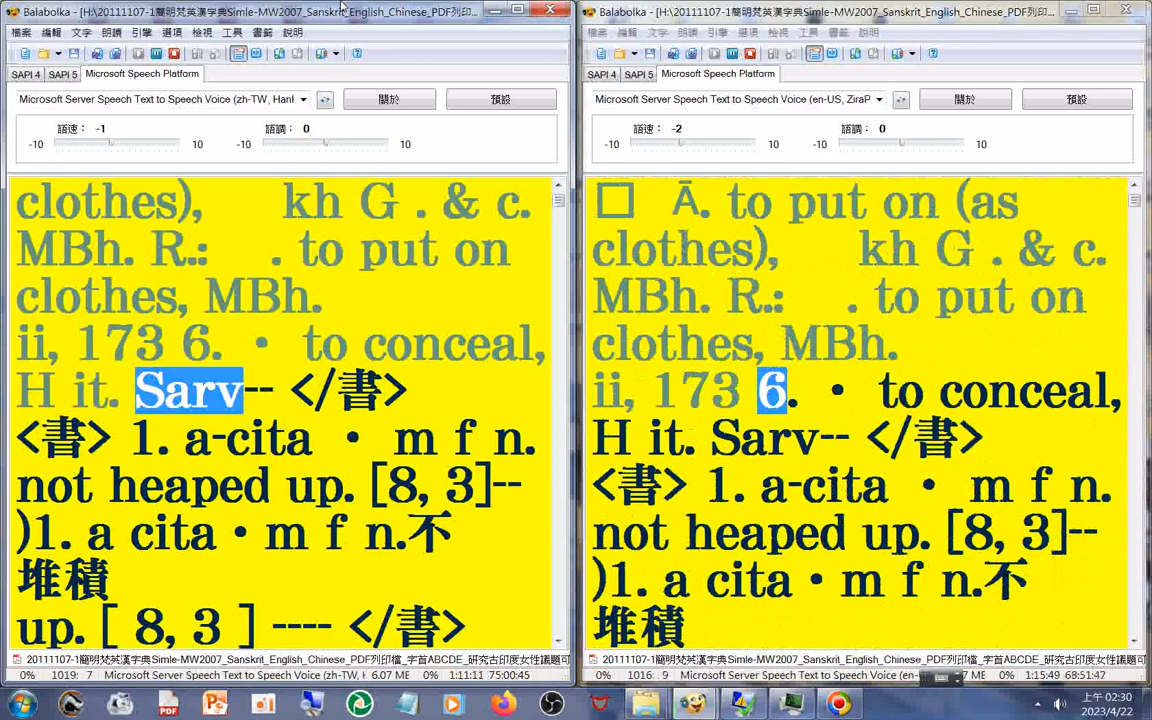 Balabolka - [H:\20111107-1簡明梵英漢字典Simle-MW2007_Sanskrit_English_Chinese_PDF列印...
檔案 編輯 文字 朗讀 引擎 選項 檢視 工具 書籤 說明
SAPI 4 SAPI 5 Microsoft Speech Platform
Microsoft Server Speech Text to Speech Voice (zh-TW, Hanl 關於 預設
語速： -1 語調： 0
-10 10 -10 10
clothes), kh G . & c.
MBh. R.: . to put on
clothes, MBh.
ii, 173 6. • to conceal,
H it. Sarv-- </書>
<書> 1. a-cita • m f n.
not heaped up. [8, 3]--
)1. a cita • m f n.不
堆積
up. [ 8, 3 ] ---- </書>
20111107-1簡明梵英漢字典Simle-MW2007_Sanskrit_English_Chinese_PDF列印檔_字首ABCDE_研究古印度女性議題可
0% 1019: 7 Microsoft Server Speech Text to Speech Voice (zh-TW, H 6.07 MB 0% 1:11:11 75:00:45
Balabolka - [H:\20111107-1簡明梵英漢字典Simle-MW2007_Sanskrit_English_Chinese_PDF列印...
檔案 編輯 文字 朗讀 引擎 選項 檢視 工具 書籤 說明
SAPI 4 SAPI 5 Microsoft Speech Platform
Microsoft Server Speech Text to Speech Voice (en-US, ZiraP 關於 預設
語速： -2 語調： 0
-10 10 -10 10
□ Ā. to put on (as
clothes), kh G . & c.
MBh. R.: . to put on
clothes, MBh.
ii, 173 6. • to conceal,
H it. Sarv-- </書>
<書> 1. a-cita • m f n.
not heaped up. [8, 3]--
)1. a cita • m f n.不
堆積
20111107-1簡明梵英漢字典Simle-MW2007_Sanskrit_English_Chinese_PDF列印檔_字首ABCDE_研究古印度女性議題可
0% 1016: 9 Microsoft Server Speech Text to Speech Voice 0% 1:15:49 68:51:47
上午 02:30
2023/4/22